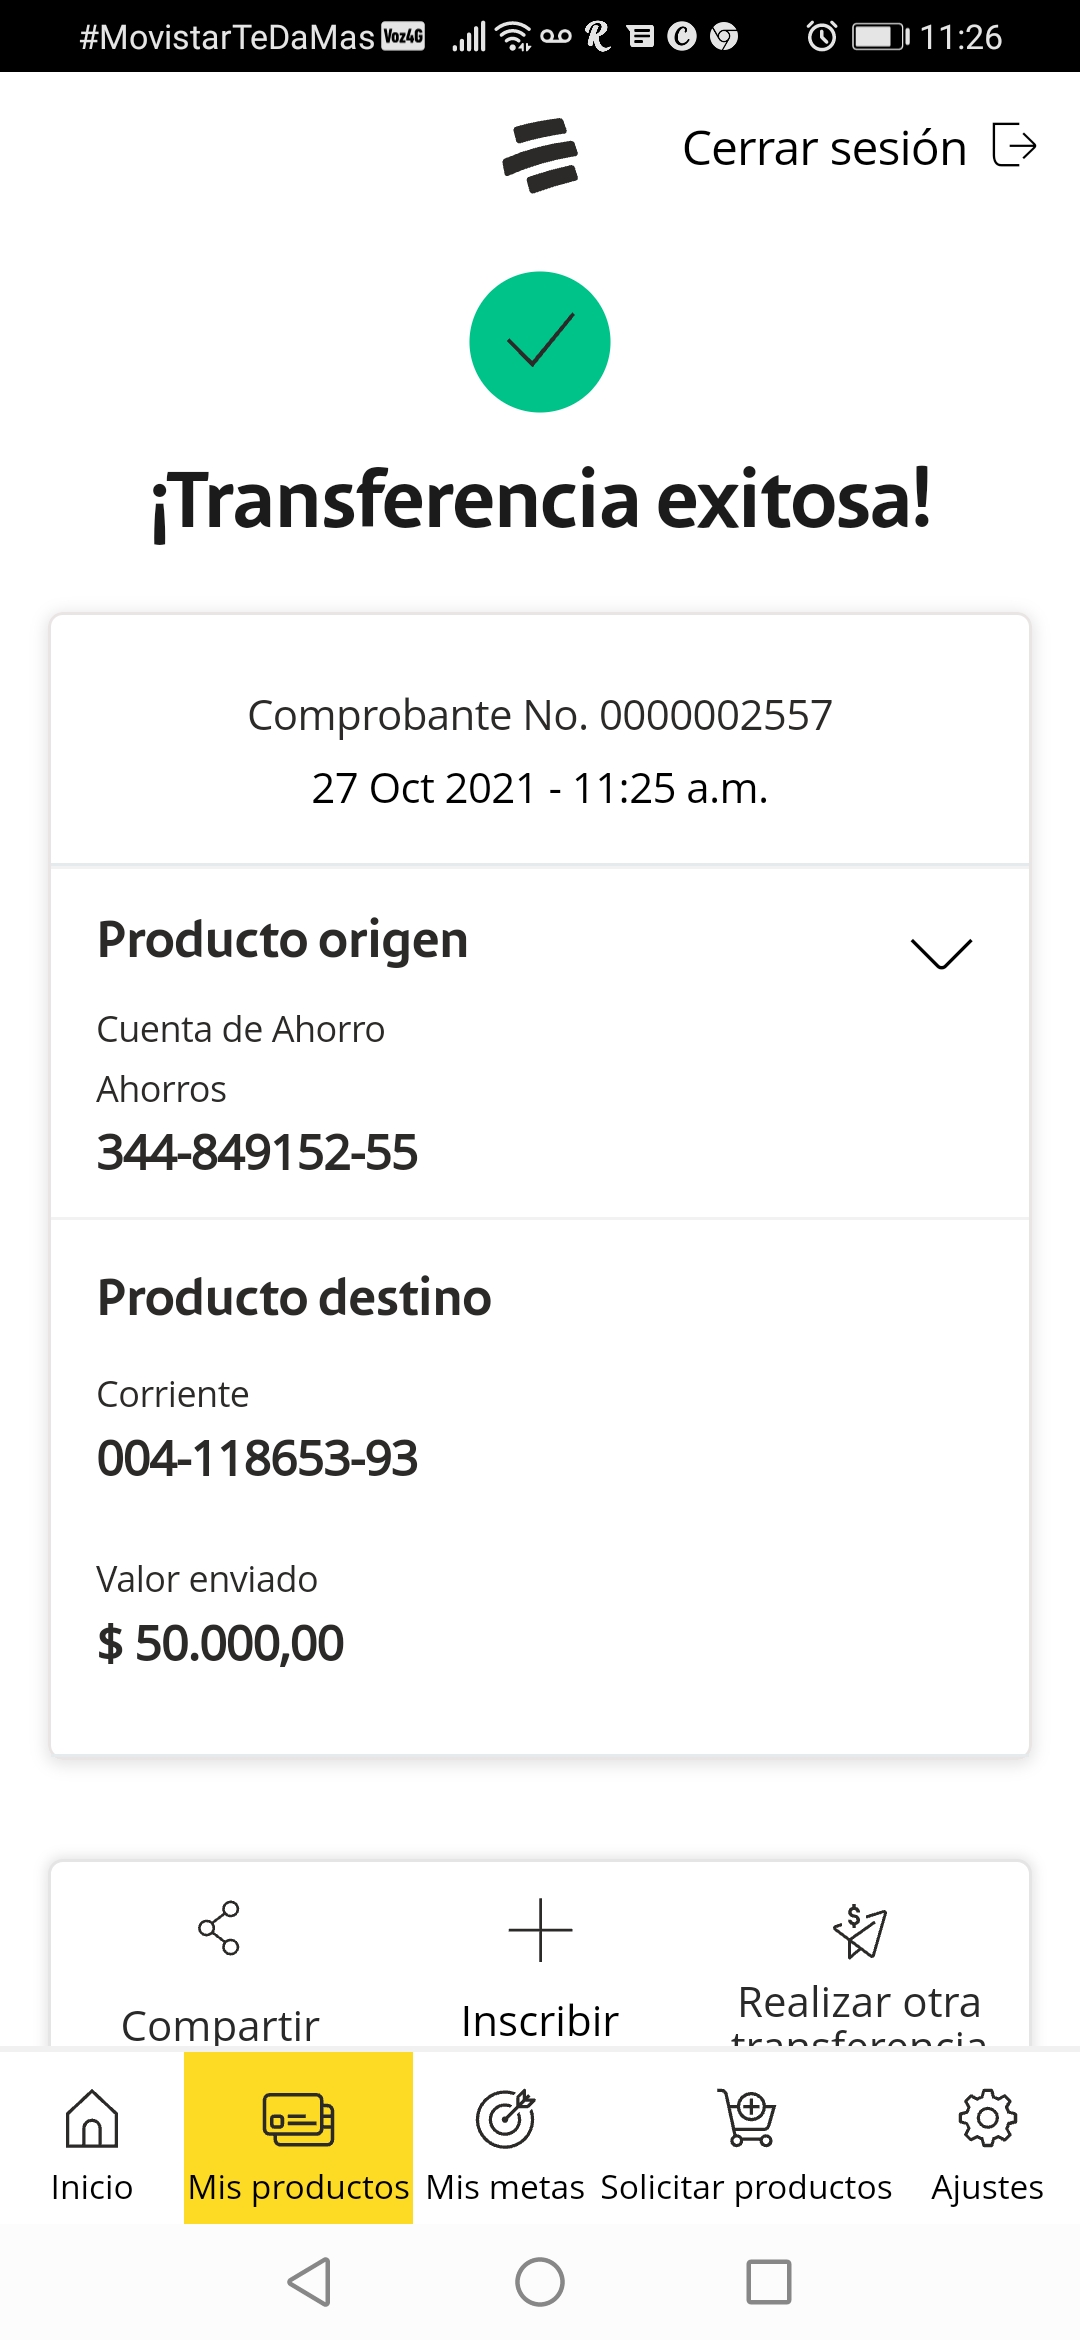 #MovistarTeDaMas Voz4G 11:26
Cerrar sesión
¡Transferencia exitosa!
Comprobante No. 0000002557
27 Oct 2021 - 11:25 a.m.
Producto origen
Cuenta de Ahorro
Ahorros
344-849152-55
Producto destino
Corriente
004-118653-93
Valor enviado
$ 50.000,00
Compartir
Inscribir
Realizar otra
transferencia
Inicio
Mis productos
Mis metas
Solicitar productos
Ajustes